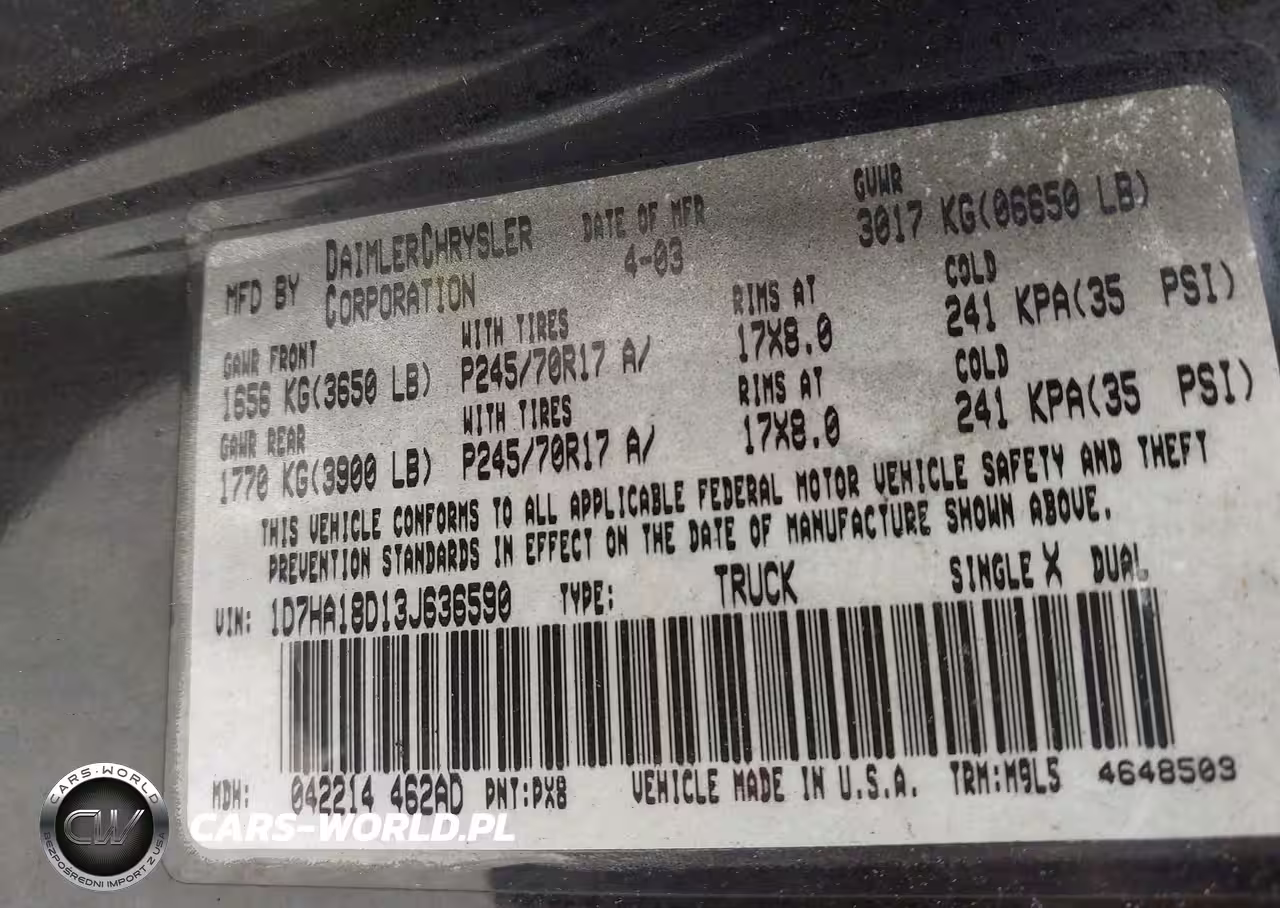 MFD BY DAIMLERCHRYSLER CORPORATION
DATE OF MFR 4-03
GVWR 3017 KG(06650 LB)
GAWR FRONT WITH TIRES RIMS AT COLD
1656 KG(3650 LB) P245/70R17 A/ 17X8.0 241 KPA(35 PSI)
GAWR REAR WITH TIRES RIMS AT COLD
1770 KG(3900 LB) P245/70R17 A/ 17X8.0 241 KPA(35 PSI)
THIS VEHICLE CONFORMS TO ALL APPLICABLE FEDERAL MOTOR VEHICLE SAFETY AND THEFT
PREVENTION STANDARDS IN EFFECT ON THE DATE OF MANUFACTURE SHOWN ABOVE.
VIN: 1D7HA18D13J636590 TYPE: TRUCK SINGLE X DUAL
MDH: 042214 462AD PNT:PX8 VEHICLE MADE IN U.S.A. TRM:M9L5 4648503
CARS-WORLD
CW
BEZPOŚREDNI IMPORT Z USA
CARS-WORLD.PL